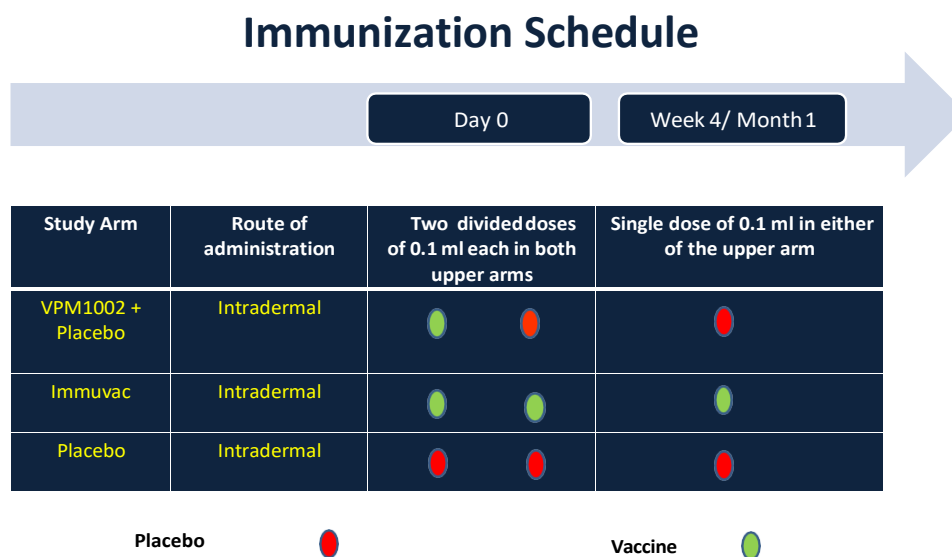 Immunization Schedule
Day 0
Week 4/ Month 1
Study Arm
Route of
administration
Two divided doses
of 0.1 ml each in both
upper arms
Single dose of 0.1 ml in either
of the upper arm
VPM1002 +
Placebo
Intradermal
Immuvac
Intradermal
Placebo
Intradermal
Placebo
Vaccine